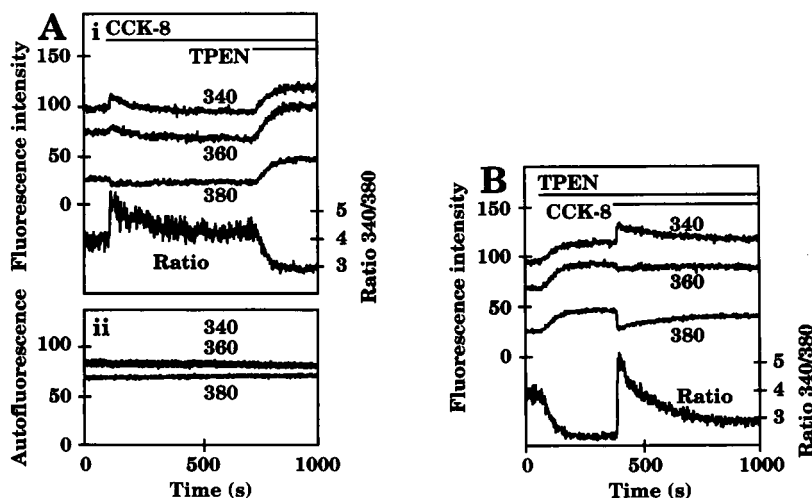 A
i CCK-8
TPEN
150
100
50
0
Fluorescence intensity
340
360
380
Ratio
5
4
3
Ratio 340/380
ii
100
50
0
Autofluorescence
340
360
380
0 500 1000
Time (s)
B
TPEN
CCK-8
150
100
50
0
Fluorescence intensity
340
360
380
Ratio
5
4
3
Ratio 340/380
0 500 1000
Time (s)